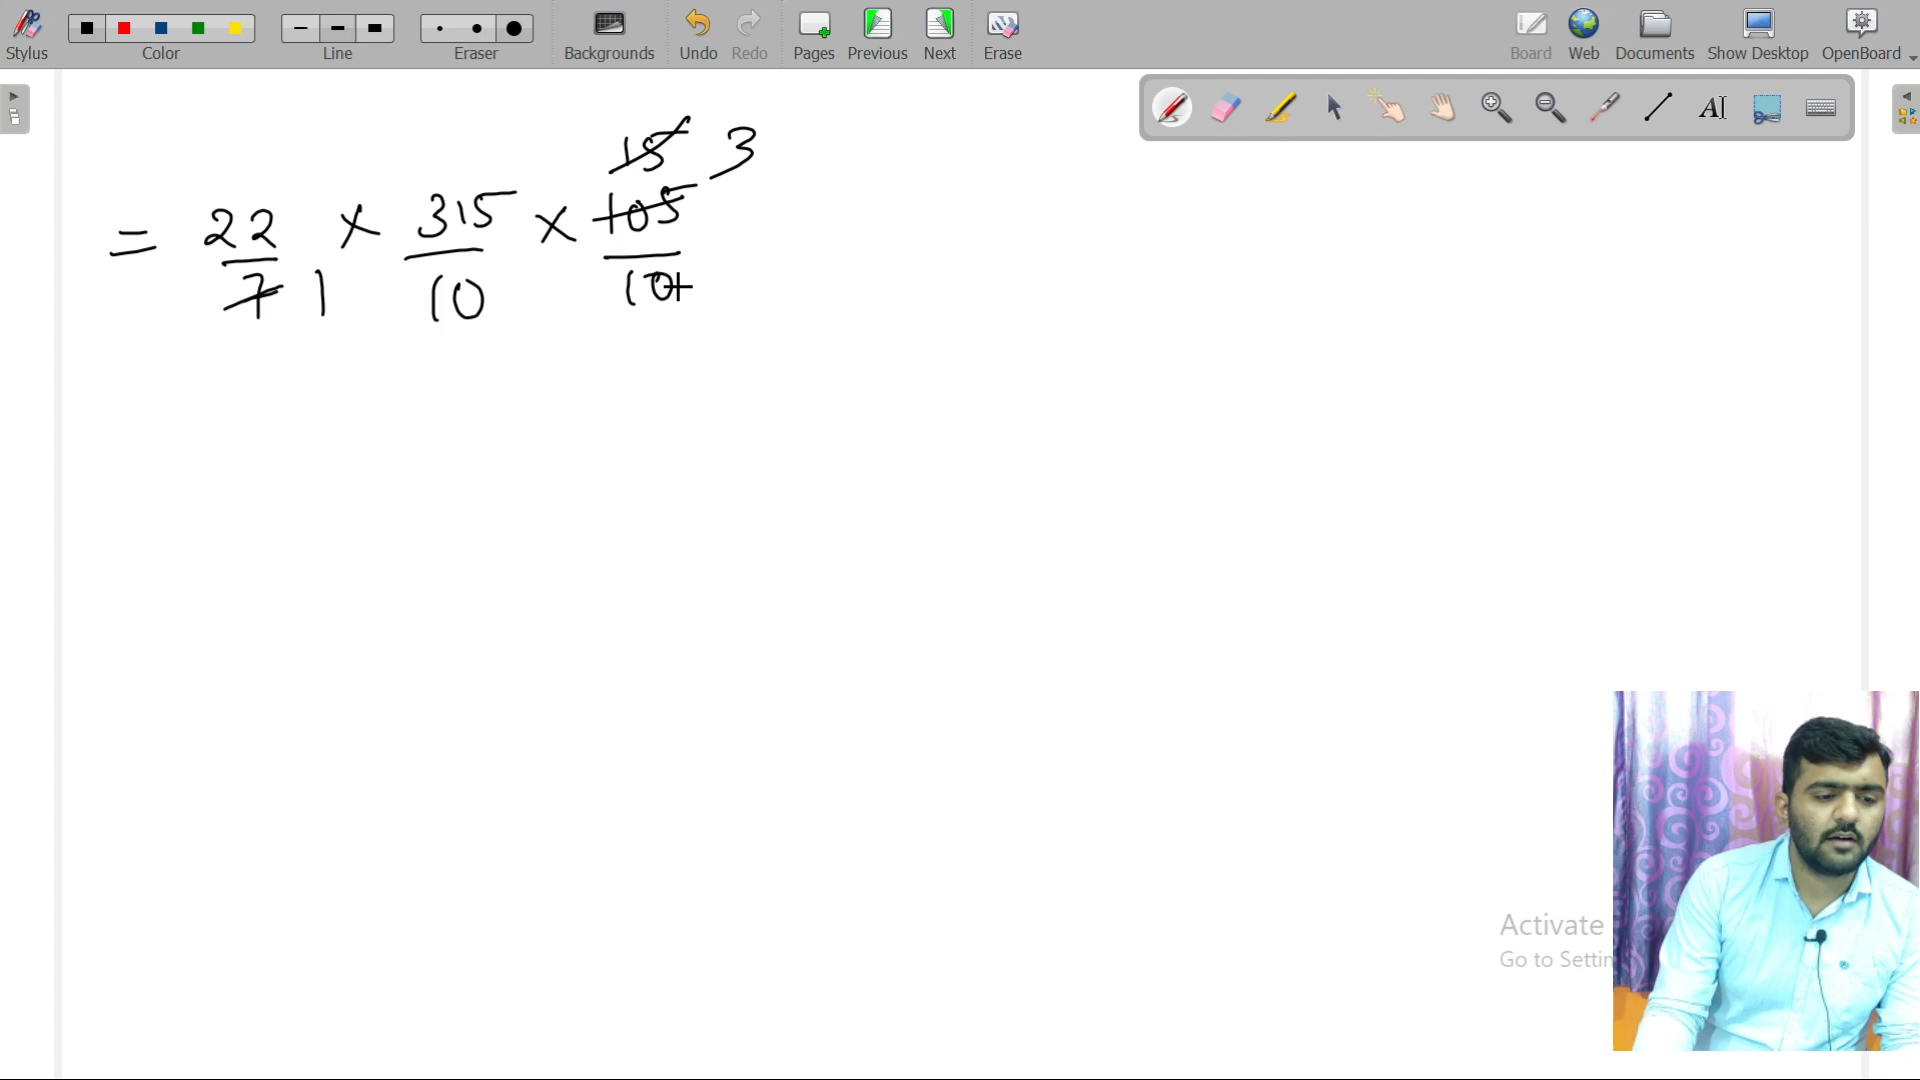 Stylus Color Line Eraser Backgrounds Undo Redo Pages Previous Next Erase Board Web Documents Show Desktop OpenBoard
15 3
= 22 × 315 × 105
7 1 10 10
Activate
Go to Settin